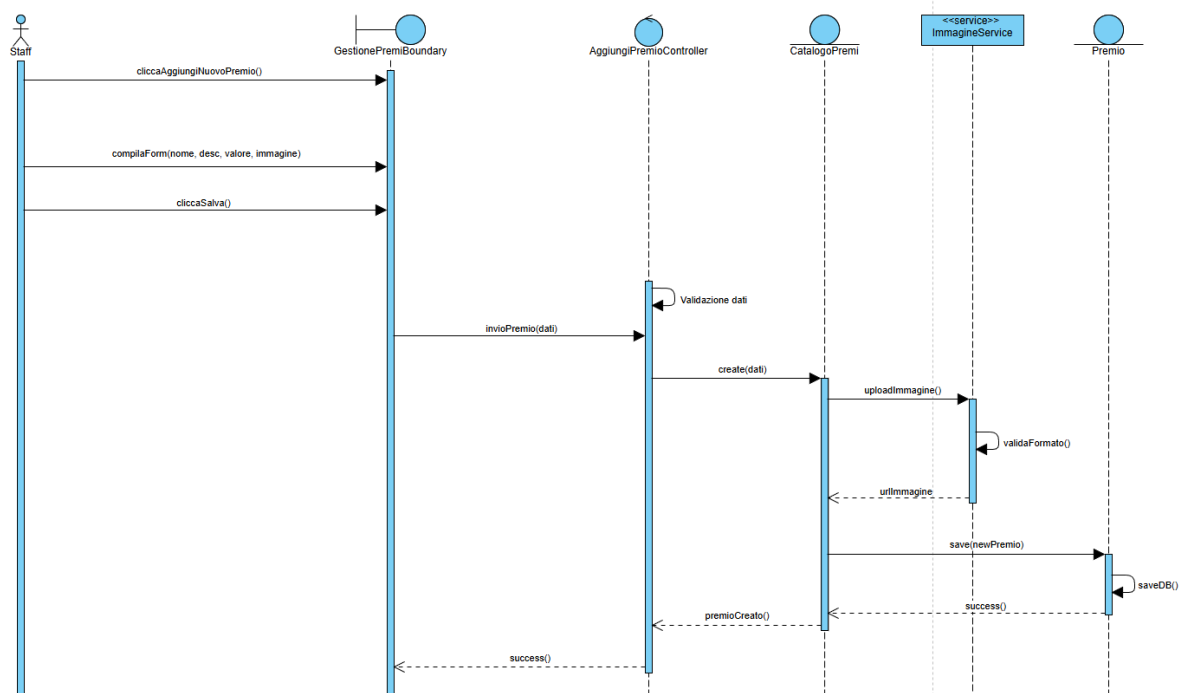 <<service>>
ImmagineService
Staff
GestionePremiBoundary
AggiungiPremioController
CatalogoPremi
Premio
cliccaAggiungiNuovoPremio()
compilaForm(nome, desc, valore, immagine)
cliccaSalva()
Validazione dati
invioPremio(dati)
create(dati)
uploadImmagine()
validaFormato()
urlImmagine
save(newPremio)
saveDB()
success()
premioCreato()
success()